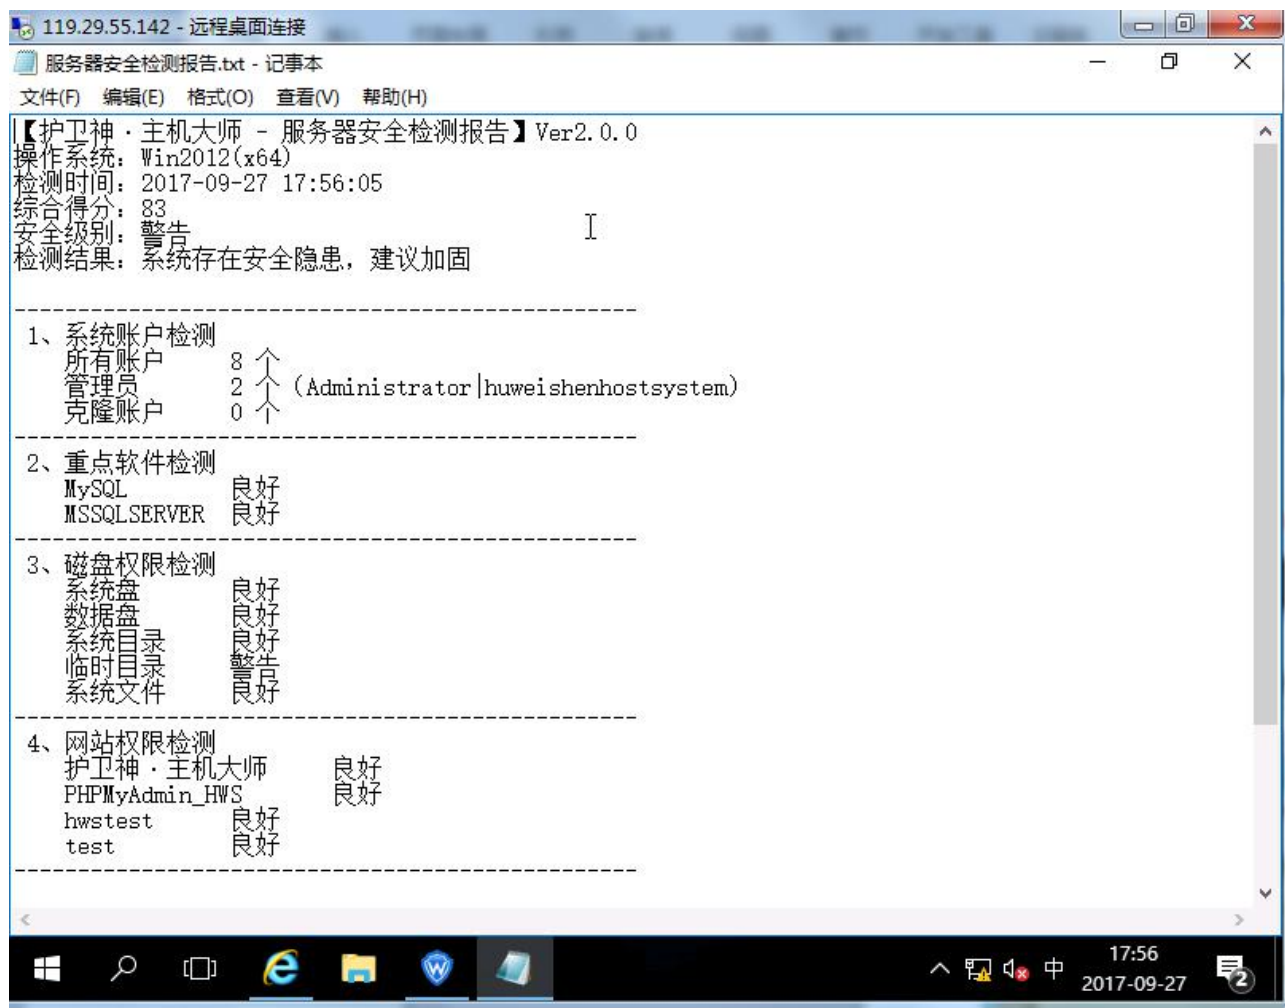 119.29.55.142 - 远程桌面连接
服务器安全检测报告.txt - 记事本
文件(F) 编辑(E) 格式(O) 查看(V) 帮助(H)
【护卫神·主机大师 - 服务器安全检测报告】Ver2.0.0
操作系统：Win2012(x64)
检测时间：2017-09-27 17:56:05
综合得分：83
安全级别：警告
检测结果：系统存在安全隐患，建议加固
-------------------------------------------------
1、系统账户检测
所有账户 8 个
管理员 2 个 (Administrator|huweishenhostsystem)
克隆账户 0 个
-------------------------------------------------
2、重点软件检测
MySQL 良好
MSSQLSERVER 良好
-------------------------------------------------
3、磁盘权限检测
系统盘 良好
数据盘 良好
系统目录 良好
临时目录 警告
系统文件 良好
-------------------------------------------------
4、网站权限检测
护卫神·主机大师 良好
PHPMyAdmin_HWS 良好
hwstest 良好
test 良好
-------------------------------------------------
中 17:56
2017-09-27
2